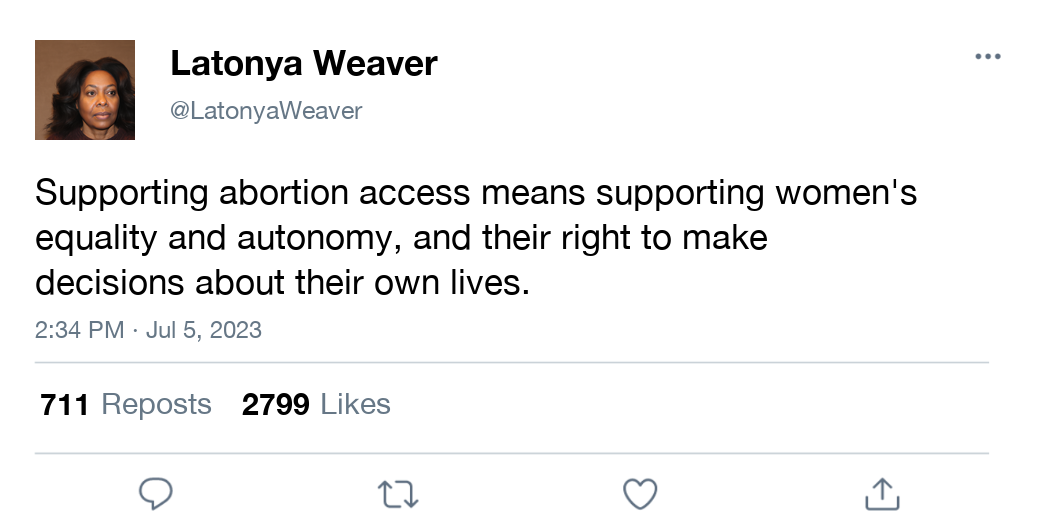 Latonya Weaver
@LatonyaWeaver
Supporting abortion access means supporting women's
equality and autonomy, and their right to make
decisions about their own lives.
2:34 PM · Jul 5, 2023
711 Reposts 2799 Likes